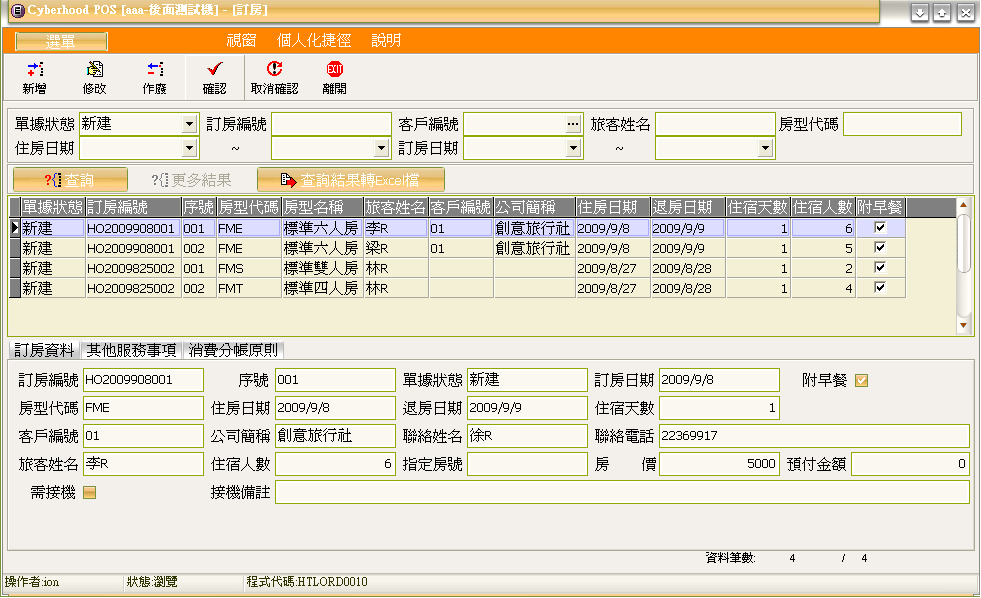 Cyberhood POS [aaa-後面測試機] - [訂房]
選單 視窗 個人化捷徑 說明
新增 修改 作廢 確認 取消確認 EXIT 離開
單據狀態 新建 訂房編號 客戶編號 ... 旅客姓名 房型代碼
住房日期 ~ 訂房日期 ~
查詢 更多結果 查詢結果轉Excel檔
單據狀態 訂房編號 序號 房型代碼 房型名稱 旅客姓名 客戶編號 公司簡稱 住房日期 退房日期 住宿天數 住宿人數 附早餐
新建 HO2009908001 001 FME 標準六人房 李R 01 創意旅行社 2009/9/8 2009/9/9 1 6
新建 HO2009908001 002 FME 標準六人房 梁R 01 創意旅行社 2009/9/8 2009/9/9 1 5
新建 HO2009825002 001 FMS 標準雙人房 林R 2009/8/27 2009/8/28 1 2
新建 HO2009825002 002 FMT 標準四人房 林R 2009/8/27 2009/8/28 1 4
訂房資料 其他服務事項 消費分帳原則
訂房編號 HO2009908001 序號 001 單據狀態 新建 訂房日期 2009/9/8 附早餐
房型代碼 FME 住房日期 2009/9/8 退房日期 2009/9/9 住宿天數 1
客戶編號 01 公司簡稱 創意旅行社 聯絡姓名 徐R 聯絡電話 22369917
旅客姓名 李R 住宿人數 6 指定房號 房 價 5000 預付金額 0
需接機 接機備註
資料筆數: 4 / 4
操作者:ion 狀態:瀏覽 程式代碼:HTLORD0010